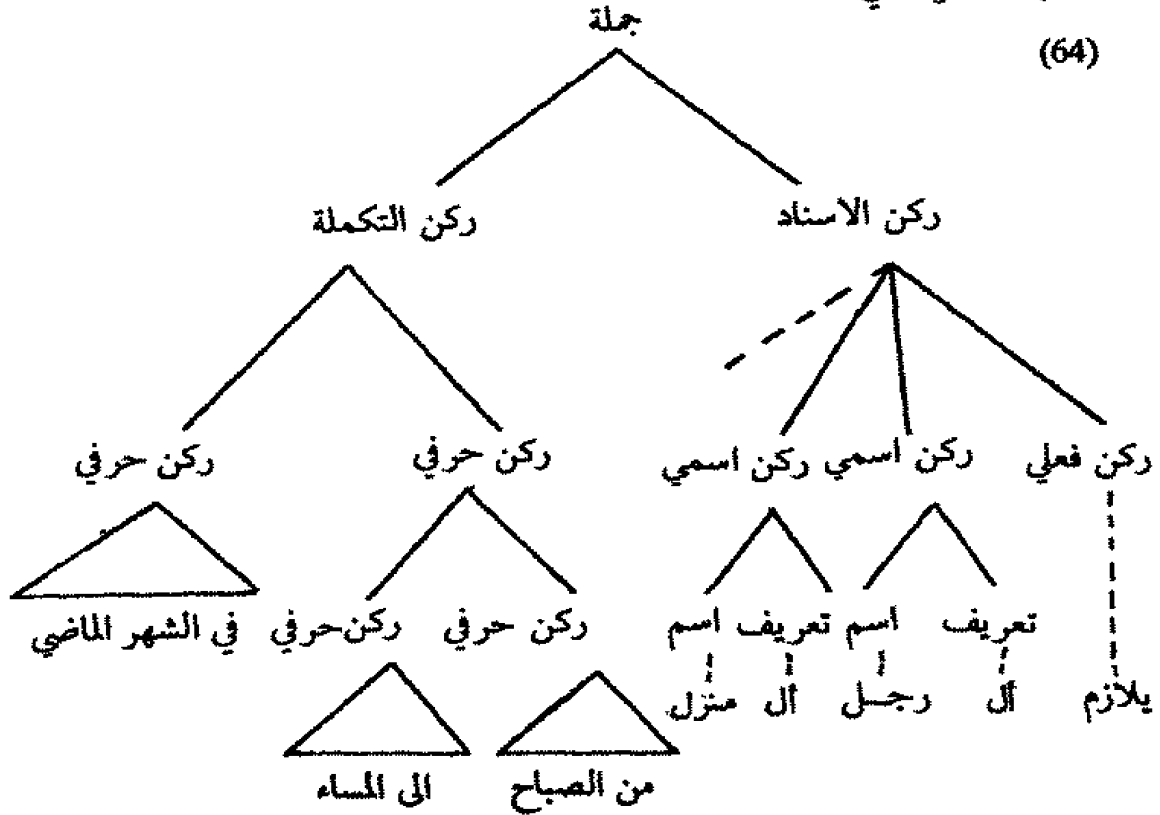 جملة
(64)
ركن الاسناد ركن التكملة
ركن فعلي ركن اسمي ركن اسمي ركن حرفي ركن حرفي
تعريف اسم تعريف اسم ركن حرفي ركن حرفي في الشهر الماضي
يلازم أل رجل أل منزل
من الصباح الى المساء